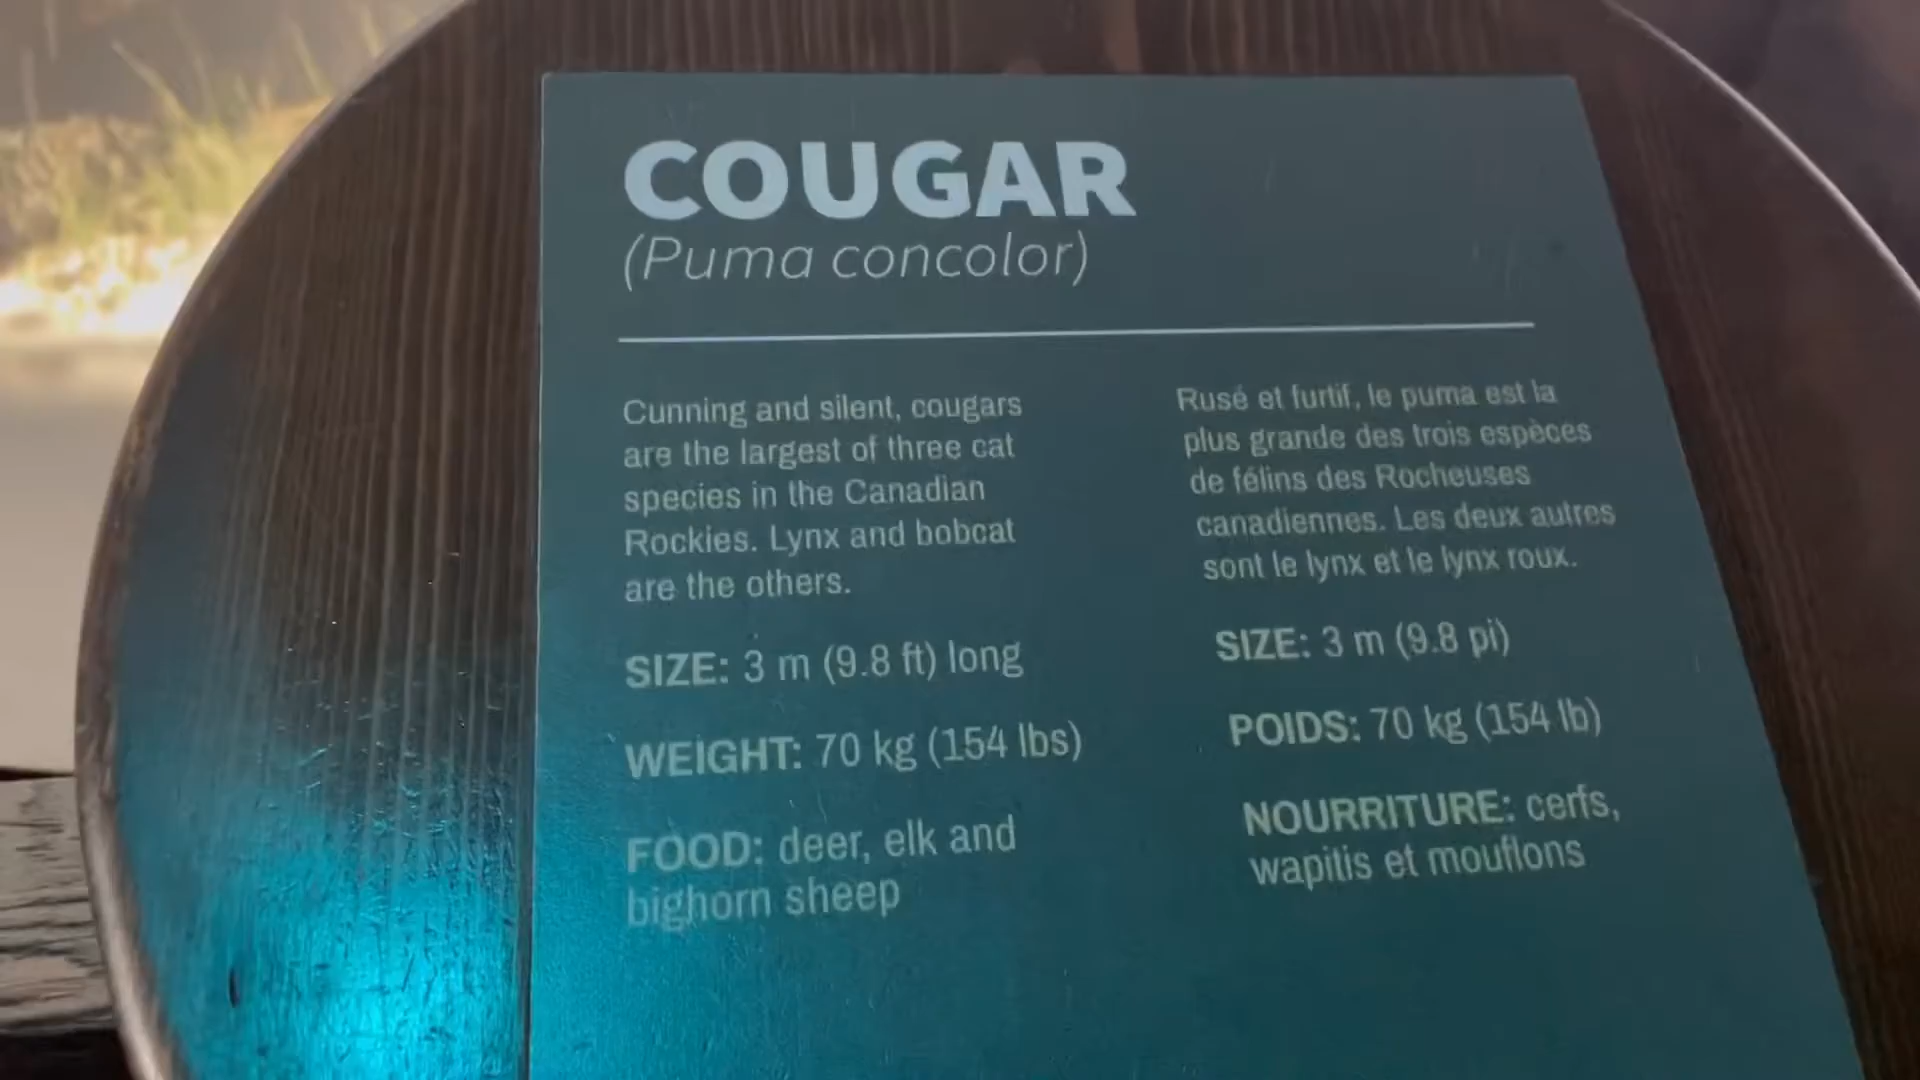 COUGAR
(Puma concolor)
Cunning and silent, cougars
are the largest of three cat
species in the Canadian
Rockies. Lynx and bobcat
are the others.
SIZE: 3 m (9.8 ft) long
WEIGHT: 70 kg (154 lbs)
FOOD: deer, elk and
bighorn sheep
Rusé et furtif, le puma est la
plus grande des trois espèces
de félins des Rocheuses
canadiennes. Les deux autres
sont le lynx et le lynx roux.
SIZE: 3 m (9.8 pi)
POIDS: 70 kg (154 lb)
NOURRITURE: cerfs,
wapitis et mouflons